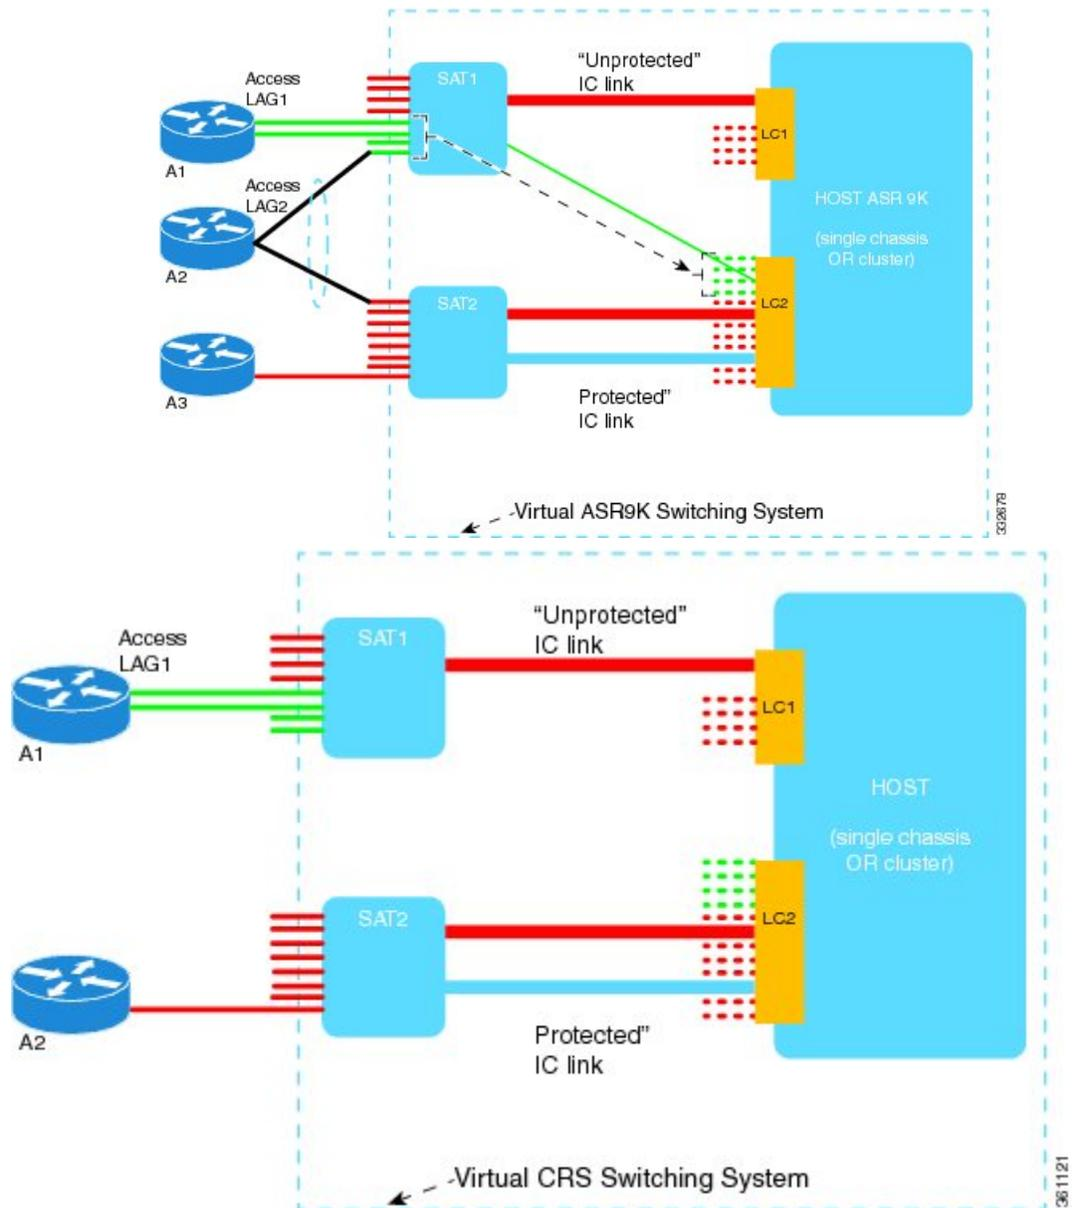 Access
LAG1
A1
Access
LAG2
A2
A3
SAT1
“Unprotected”
IC link
LC1
HOST ASR 9K
(single chassis
OR cluster)
SAT2
LC2
Protected”
IC link
Virtual ASR9K Switching System
332679
Access
LAG1
A1
SAT1
“Unprotected”
IC link
LC1
HOST
(single chassis
OR cluster)
SAT2
LC2
A2
Protected”
IC link
Virtual CRS Switching System
361121